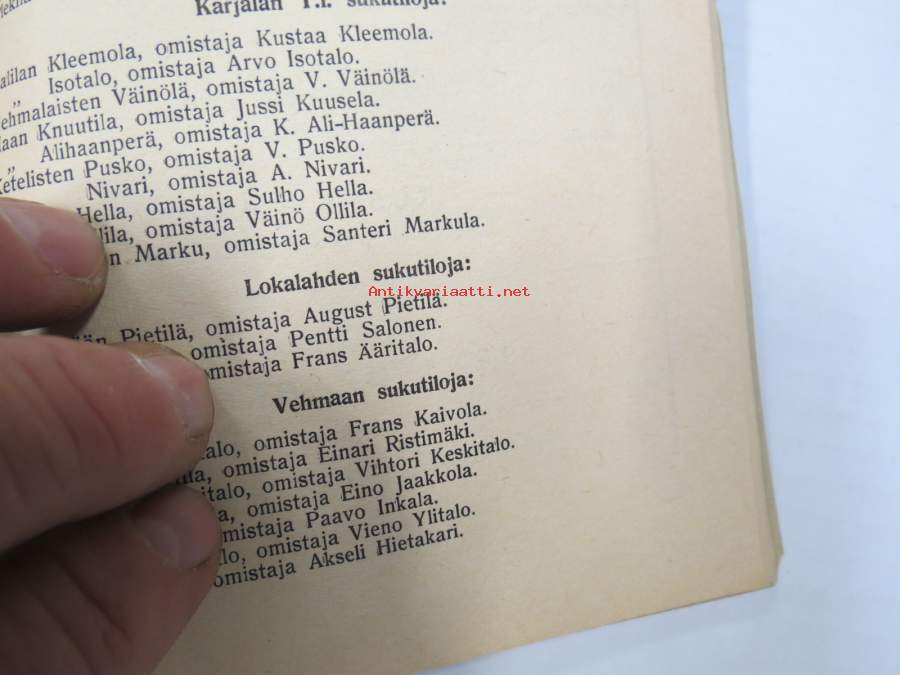 Karjalan T.l. sukutiloja:
Kleemola, omistaja Kustaa Kleemola.
„ Isotalo, omistaja Arvo Isotalo.
Väinölä, omistaja V. Väinölä.
Knuutila, omistaja Jussi Kuusela.
„ Alihaanperä, omistaja K. Ali-Haanperä.
Ketelisten Pusko, omistaja V. Pusko.
Nivari, omistaja A. Nivari.
Hella, omistaja Sulho Hella.
omistaja Väinö Ollila.
Marku, omistaja Santeri Markula.
Lokalahden sukutiloja:
Antikvariaatti.net
Pietilä, omistaja August Pietilä.
omistaja Pentti Salonen.
omistaja Frans Ääritalo.
Vehmaan sukutiloja:
omistaja Frans Kaivola.
omistaja Einari Ristimäki.
omistaja Vihtori Keskitalo.
omistaja Eino Jaakkola.
omistaja Paavo Inkala.
omistaja Vieno Ylitalo.
omistaja Akseli Hietakari.